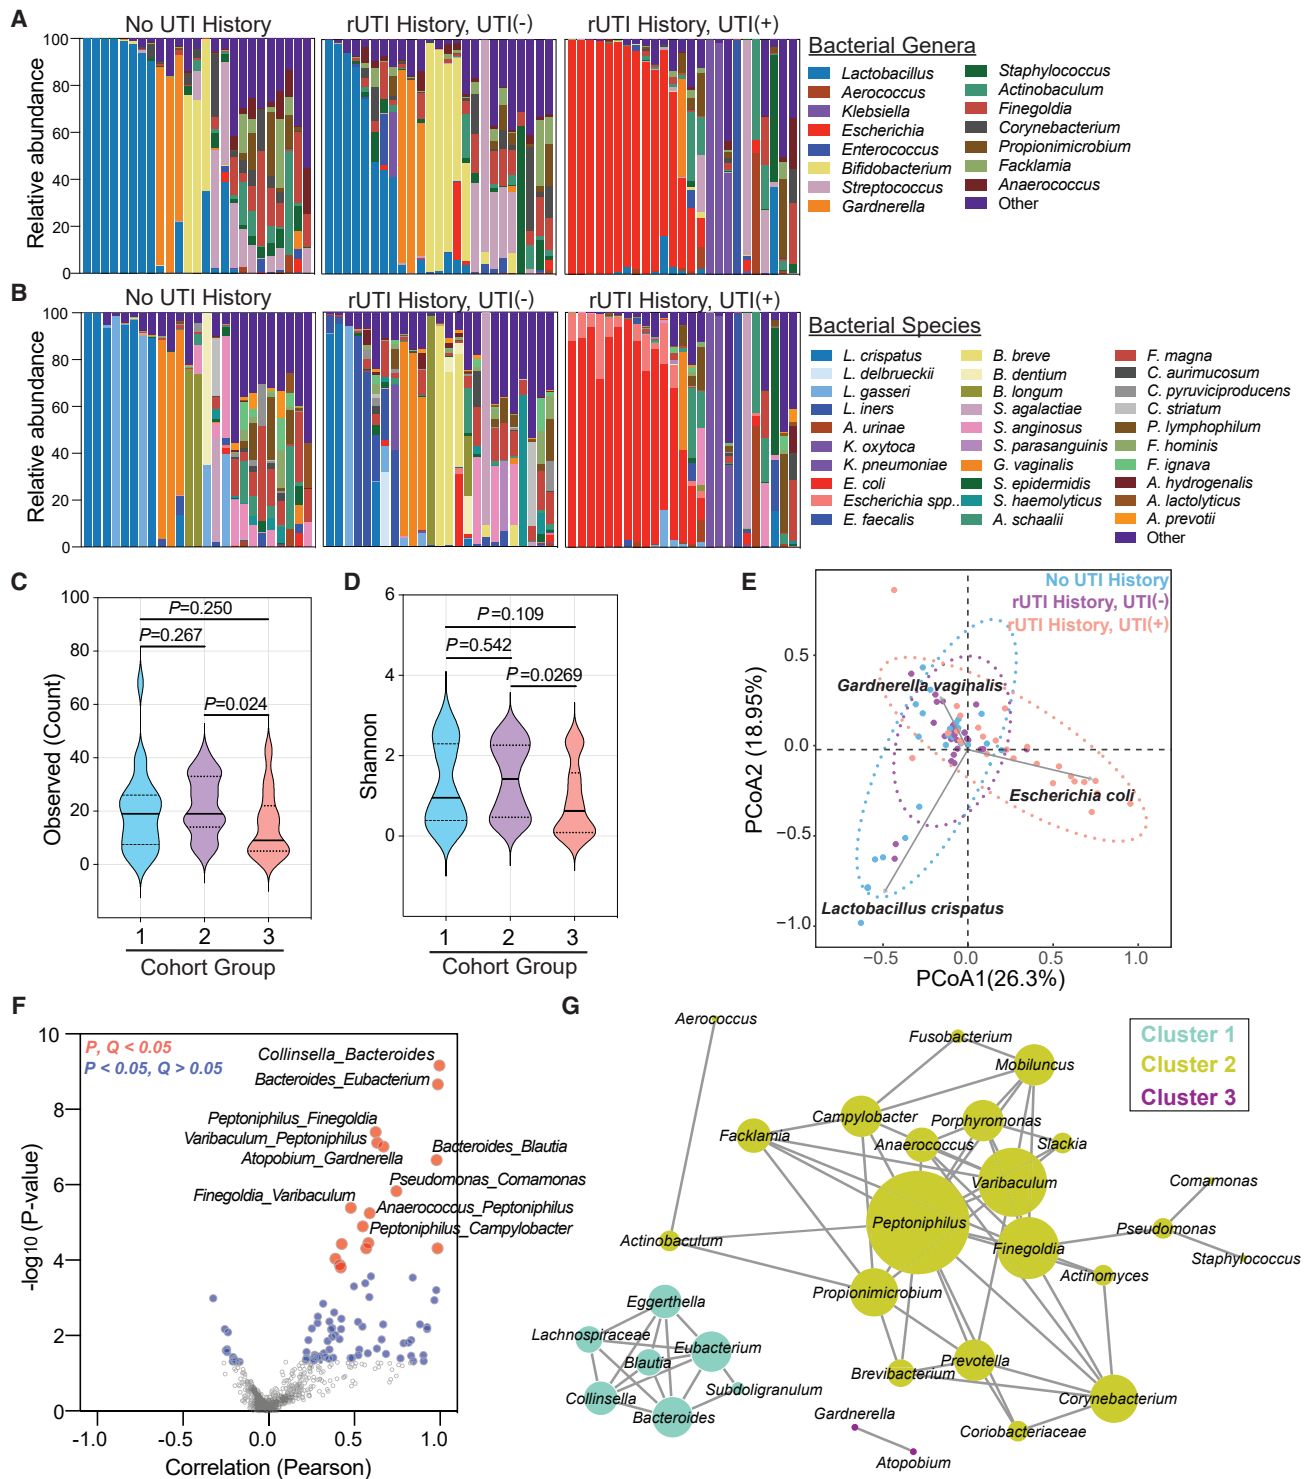 A
No UTI History
rUTI History, UTI(-)
rUTI History, UTI(+)
Relative abundance
100
80
60
40
20
0
Bacterial Genera
Lactobacillus
Aerococcus
Klebsiella
Escherichia
Enterococcus
Bifidobacterium
Streptococcus
Gardnerella
Staphylococcus
Actinobaculum
Finegoldia
Corynebacterium
Propionimicrobium
Facklamia
Anaerococcus
Other
B
No UTI History
rUTI History, UTI(-)
rUTI History, UTI(+)
Relative abundance
100
80
60
40
20
0
Bacterial Species
L. crispatus
L. delbrueckii
L. gasseri
L. iners
A. urinae
K. oxytoca
K. pneumoniae
E. coli
Escherichia spp..
E. faecalis
B. breve
B. dentium
B. longum
S. agalactiae
S. anginosus
S. parasanguinis
G. vaginalis
S. epidermidis
S. haemolyticus
A. schaalii
F. magna
C. aurimucosum
C. pyruviciproducens
C. striatum
P. lymphophilum
F. hominis
F. ignava
A. hydrogenalis
A. lactolyticus
A. prevotii
Other
C
Observed (Count)
100
80
60
40
20
0
P=0.250
P=0.267
P=0.024
1 2 3
Cohort Group
D
Shannon
6
4
2
0
P=0.109
P=0.542
P=0.0269
1 2 3
Cohort Group
E
No UTI History
rUTI History, UTI(-)
rUTI History, UTI(+)
PCoA2 (18.95%)
0.5
0.0
−0.5
−1.0
Gardnerella vaginalis
Escherichia coli
Lactobacillus crispatus
−0.5 0.0 0.5 1.0
PCoA1(26.3%)
F
P, Q < 0.05
P < 0.05, Q > 0.05
-log10 (P-value)
10
8
6
4
2
0
Collinsella_Bacteroides
Bacteroides_Eubacterium
Peptoniphilus_Finegoldia
Varibaculum_Peptoniphilus
Bacteroides_Blautia
Atopobium_Gardnerella
Pseudomonas_Comamonas
Finegoldia_Varibaculum
Anaerococcus_Peptoniphilus
Peptoniphilus_Campylobacter
-1.0 -0.5 0.0 0.5 1.0
Correlation (Pearson)
G
Cluster 1
Cluster 2
Cluster 3
Aerococcus
Fusobacterium
Mobiluncus
Campylobacter
Porphyromonas
Facklamia
Anaerococcus
Slackia
Varibaculum
Comamonas
Peptoniphilus
Pseudomonas
Actinobaculum
Finegoldia
Staphylococcus
Actinomyces
Propionimicrobium
Eggerthella
Lachnospiraceae
Eubacterium
Blautia
Prevotella
Brevibacterium
Subdoligranulum
Collinsella
Corynebacterium
Bacteroides
Gardnerella
Coriobacteriaceae
Atopobium